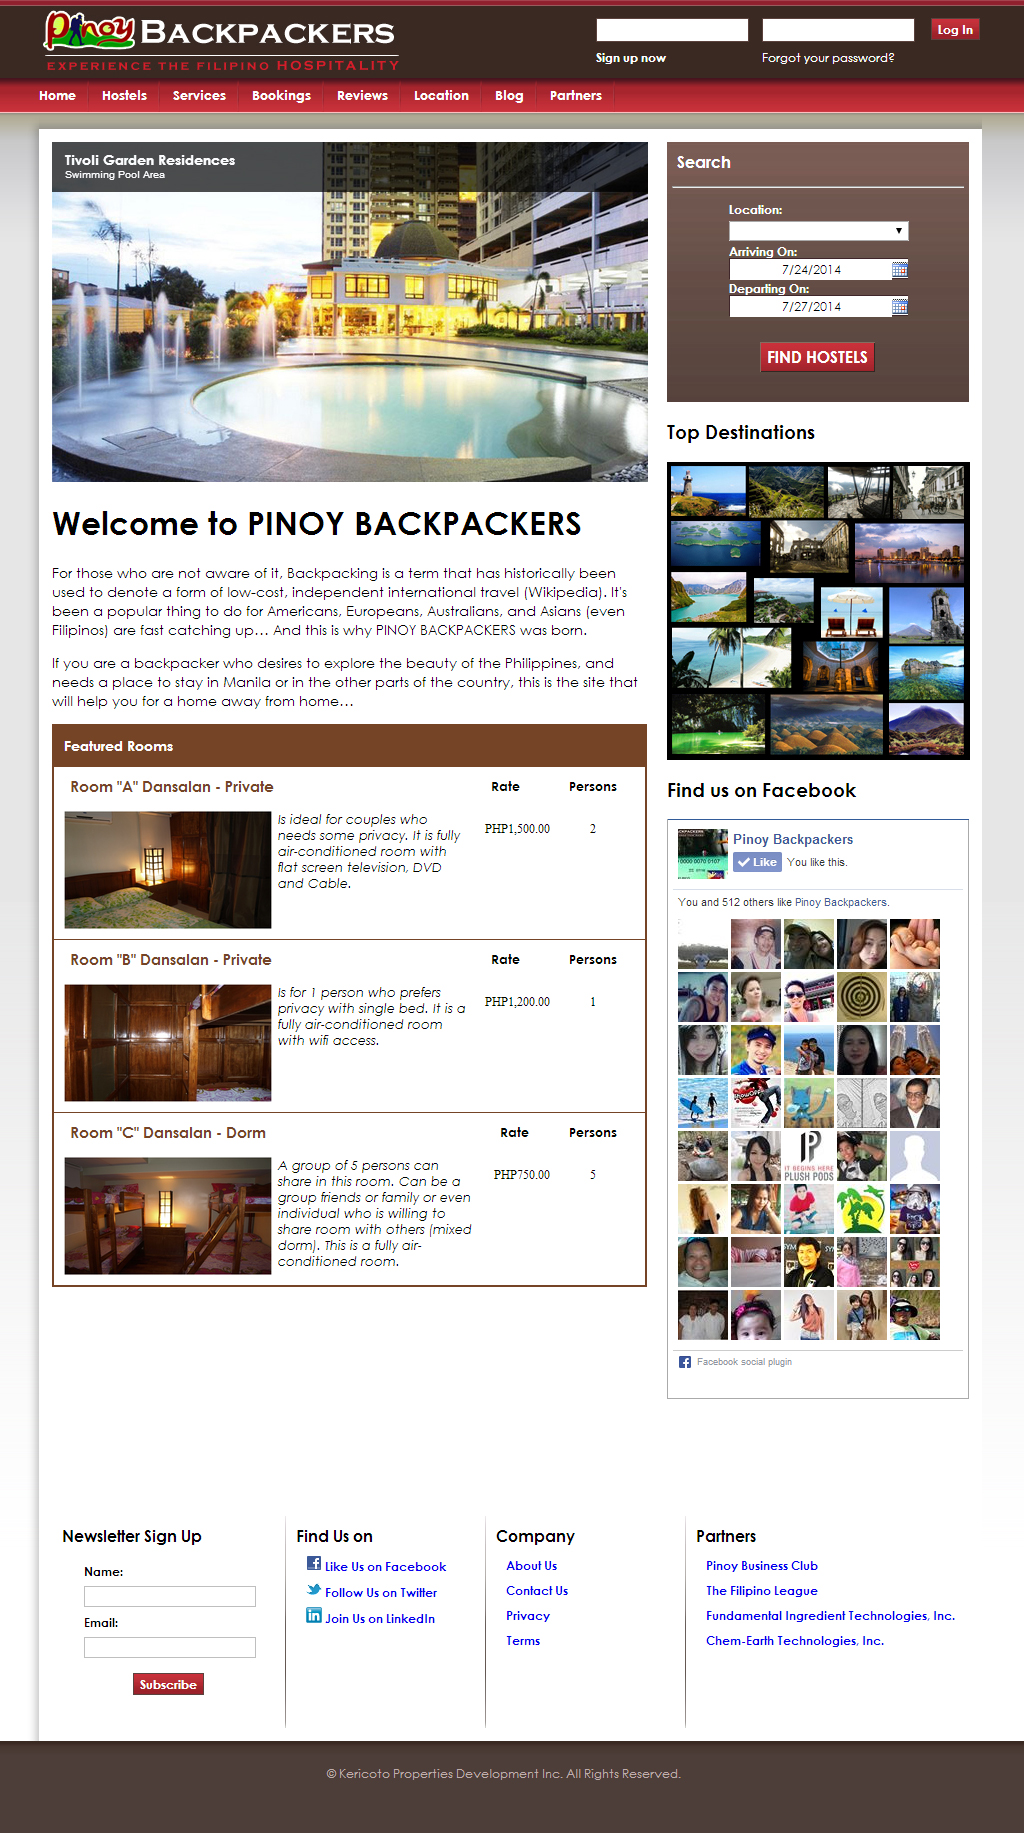 Pinoy BACKPACKERS
EXPERIENCE THE FILIPINO HOSPITALITY
Log In
Sign up now
Forgot your password?
Home
Hostels
Services
Bookings
Reviews
Location
Blog
Partners
Tivoli Garden Residences
Swimming Pool Area
Search
Location:
Arriving On:
7/24/2014
Departing On:
7/27/2014
FIND HOSTELS
Welcome to PINOY BACKPACKERS
For those who are not aware of it, Backpacking is a term that has historically been
used to denote a form of low-cost, independent international travel (Wikipedia). It's
been a popular thing to do for Americans, Europeans, Australians, and Asians (even
Filipinos) are fast catching up... And this is why PINOY BACKPACKERS was born.
If you are a backpacker who desires to explore the beauty of the Philippines, and
needs a place to stay in Manila or in the other parts of the country, this is the site that
will help you for a home away from home...
Featured Rooms
Room "A" Dansalan - Private
Rate
Persons
Is ideal for couples who
needs some privacy. It is fully
air-conditioned room with
flat screen television, DVD
and Cable.
PHP1,500.00
2
Room "B" Dansalan - Private
Rate
Persons
Is for 1 person who prefers
privacy with single bed. It is a
fully air-conditioned room
with wifi access.
PHP1,200.00
1
Room "C" Dansalan - Dorm
Rate
Persons
A group of 5 persons can
share in this room. Can be a
group friends or family or even
individual who is willing to
share room with others (mixed
dorm). This is a fully air-
conditioned room.
PHP750.00
5
Top Destinations
Find us on Facebook
0000 0070 0107
Pinoy Backpackers
Like
You like this.
You and 512 others like Pinoy Backpackers.
IT BEGINS HERE
PLUSH PODS
Facebook social plugin
Newsletter Sign Up
Name:
Email:
Subscribe
Find Us on
Like Us on Facebook
Follow Us on Twitter
Join Us on LinkedIn
Company
About Us
Contact Us
Privacy
Terms
Partners
Pinoy Business Club
The Filipino League
Fundamental Ingredient Technologies, Inc.
Chem-Earth Technologies, Inc.
© Kericoto Properties Development Inc. All Rights Reserved.